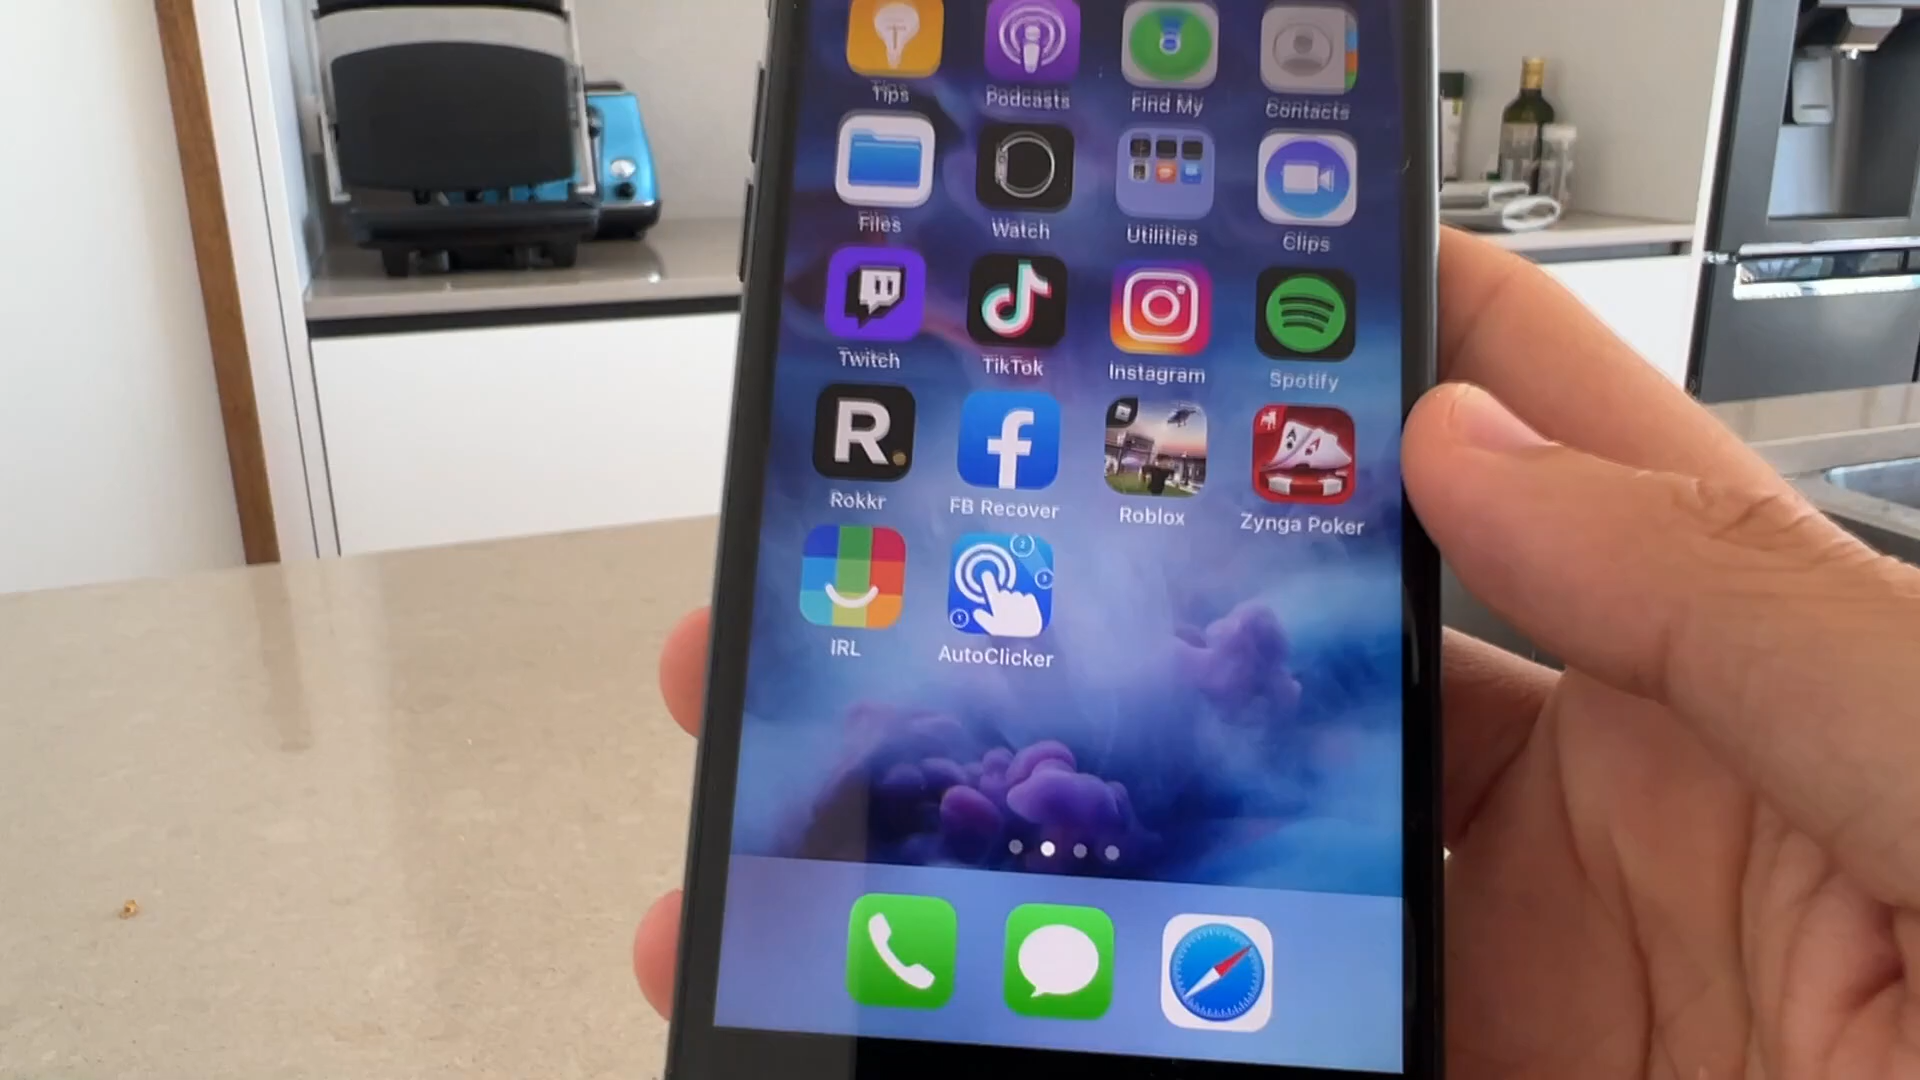 Tips Podcasts Find My Contacts
Files Watch Utilities Clips
Twitch TikTok Instagram Spotify
R.
Rokkr FB Recover Roblox Zynga Poker
IRL AutoClicker